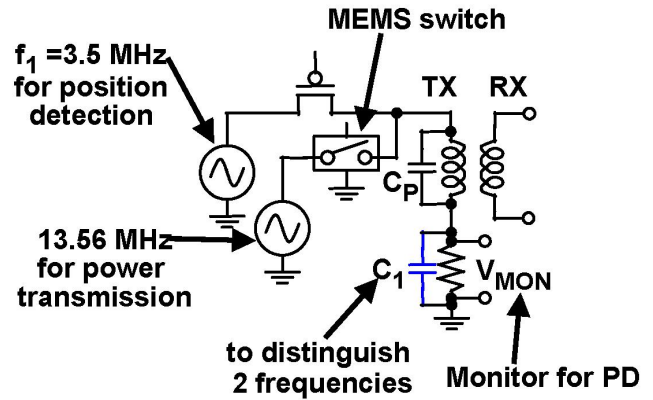 MEMS switch
f1 =3.5 MHz
for position
detection
TX
RX
CP
13.56 MHz
for power
transmission
C1
VMON
to distinguish
2 frequencies
Monitor for PD